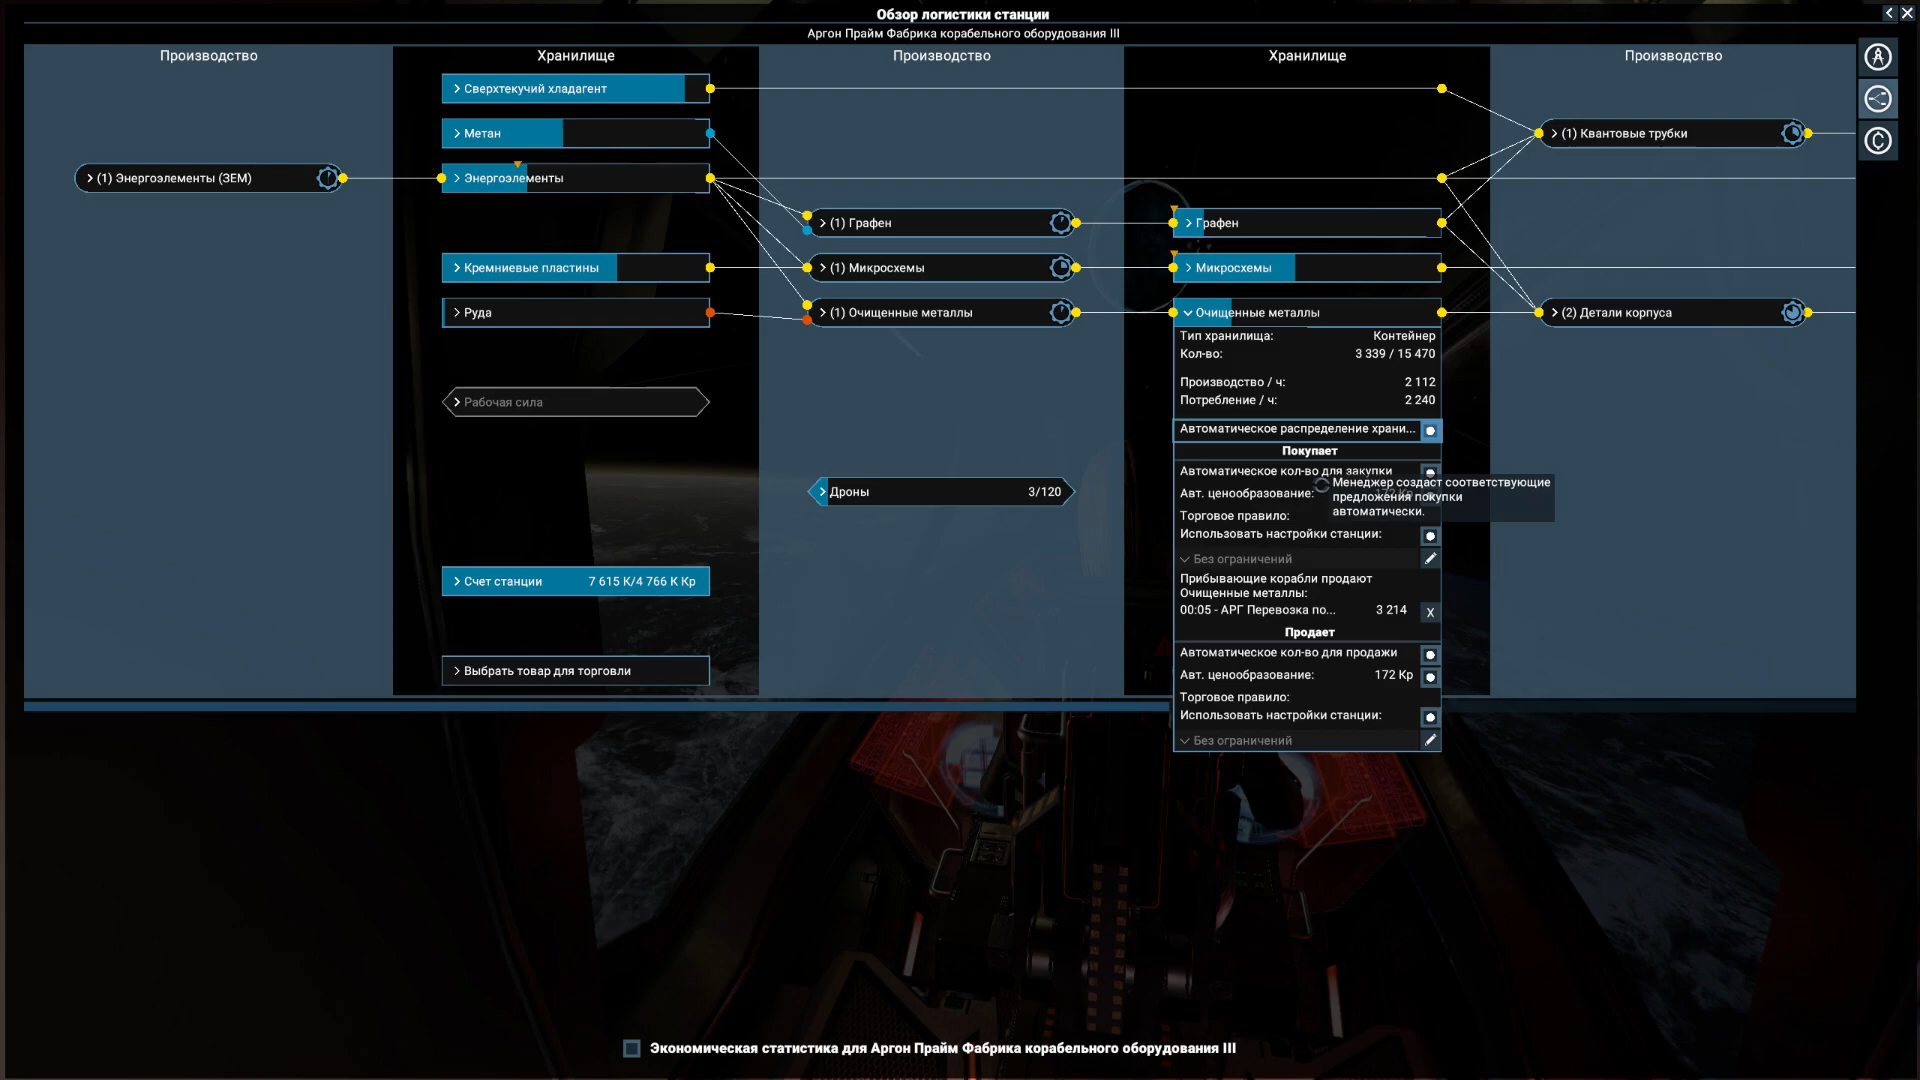 Обзор логистики станции
Аргон Прайм Фабрика корабельного оборудования III
Производство
Хранилище
Производство
Хранилище
Производство
Сверхтекучий хладагент
Метан
(1) Квантовые трубки
(1) Энергоэлементы (ЗЕМ)
Энергоэлементы
(1) Графен
Графен
Кремниевые пластины
(1) Микросхемы
Микросхемы
Руда
(1) Очищенные металлы
Очищенные металлы
(2) Детали корпуса
Тип хранилища: Контейнер
Кол-во: 3 339 / 15 470
Производство / ч: 2 112
Потребление / ч: 2 240
Рабочая сила
Автоматическое распределение храни...
Покупает
Автоматическое кол-во для закупки
Дроны 3/120
Авт. ценообразование: 172 Кр
Менеджер создаст соответствующие
предложения покупки
автоматически.
Торговое правило:
Использовать настройки станции:
Без ограничений
Прибывающие корабли продают
Очищенные металлы:
00:05 - АРГ Перевозка по... 3 214 X
Счет станции 7 615 К/4 766 К Кр
Продает
Автоматическое кол-во для продажи
Авт. ценообразование: 172 Кр
Выбрать товар для торговли
Торговое правило:
Использовать настройки станции:
Без ограничений
Экономическая статистика для Аргон Прайм Фабрика корабельного оборудования III